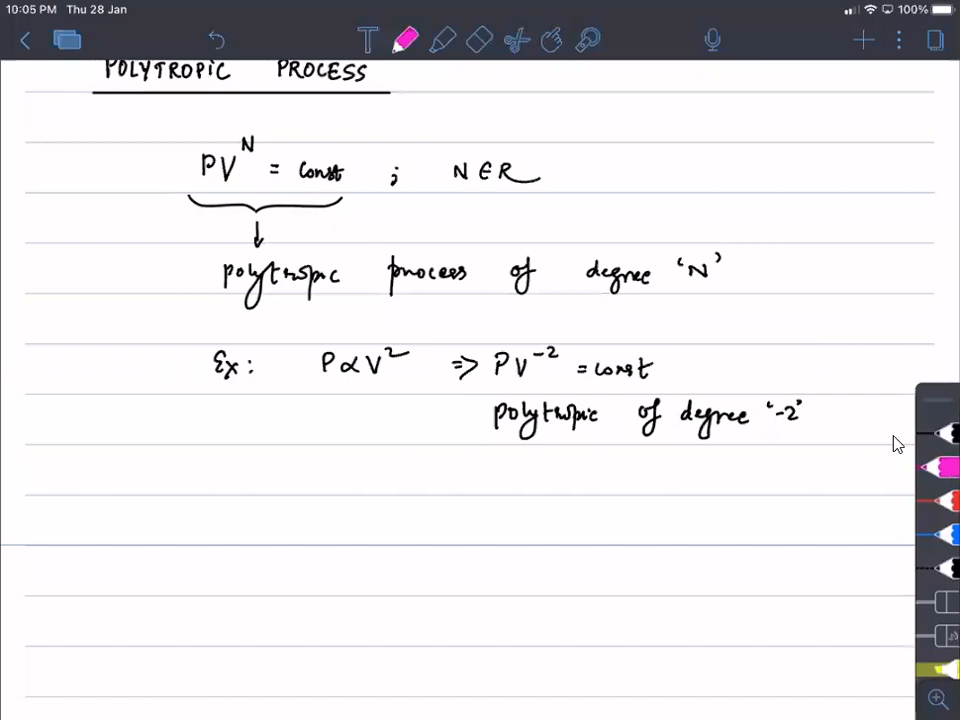 10:05 PM Thu 28 Jan 100%
POLYTROPIC PROCESS
PV^N = const ; N ∈ R
polytropic process of degree 'N'
Ex: P ∝ V^2 => PV^-2 = const
polytropic of degree '-2'